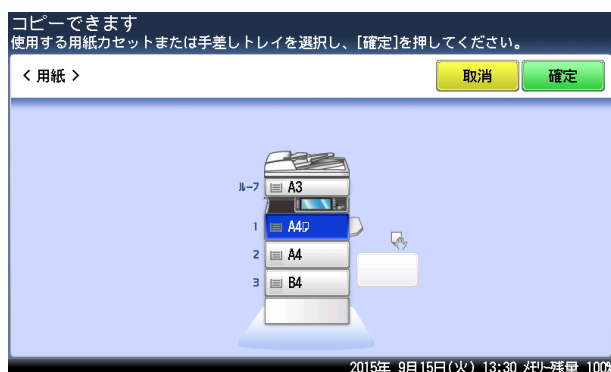 コピーできます
使用する用紙カセットまたは手差しトレイを選択し、[確定]を押してください。
< 用紙 >
取消
確定
ルーフ A3
1 A4
2 A4
3 B4
2015年 9月15日(火) 13:30 メモリー残量 100%